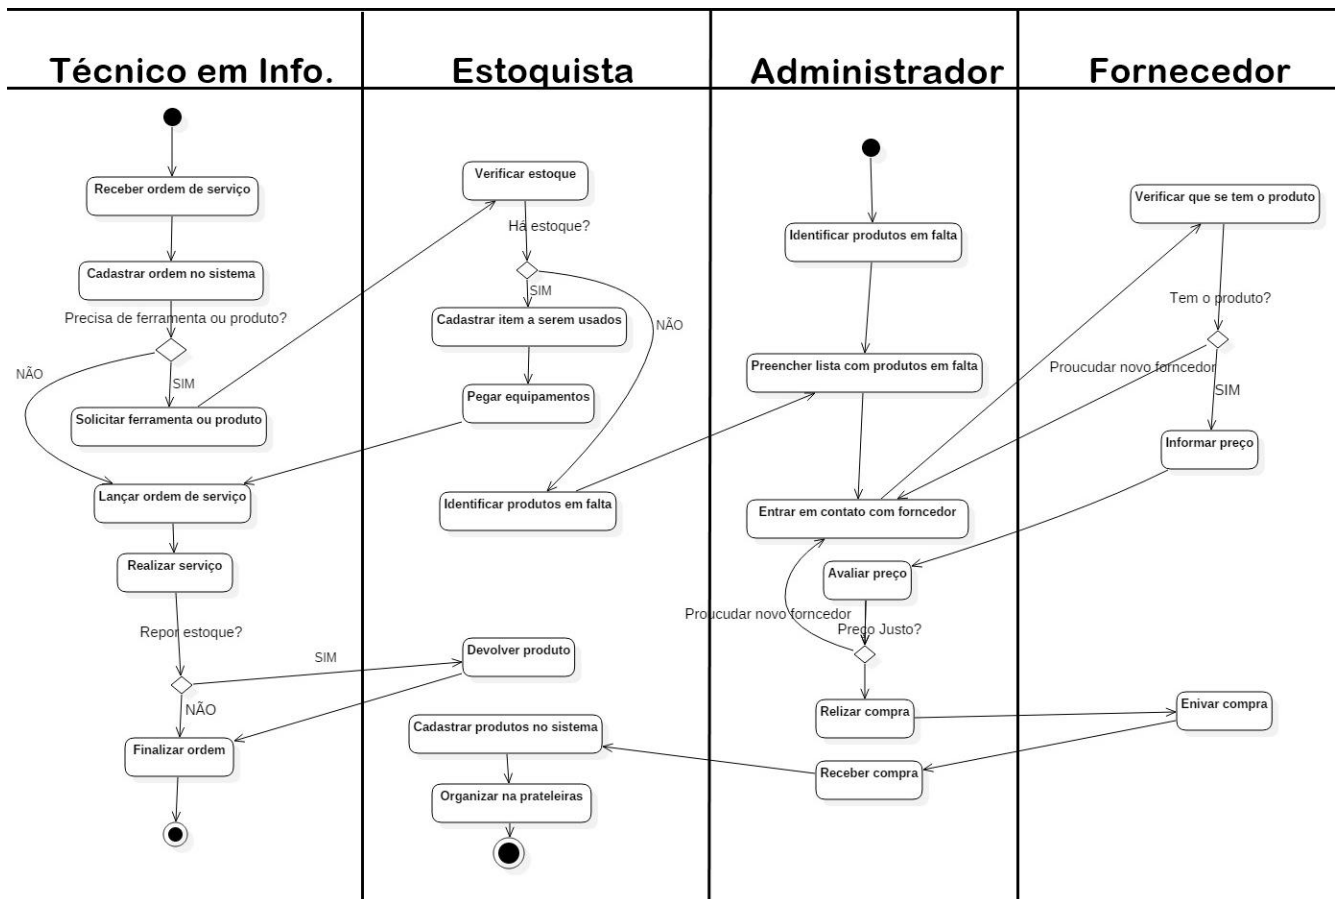 Técnico em Info.
Estoquista
Administrador
Fornecedor
Receber ordem de serviço
Cadastrar ordem no sistema
Precisa de ferramenta ou produto?
NÃO
SIM
Solicitar ferramenta ou produto
Lançar ordem de serviço
Realizar serviço
Repor estoque?
SIM
NÃO
Finalizar ordem
Verificar estoque
Há estoque?
SIM
NÃO
Cadastrar item a serem usados
Pegar equipamentos
Identificar produtos em falta
Devolver produto
Cadastrar produtos no sistema
Organizar na prateleiras
Identificar produtos em falta
Preencher lista com produtos em falta
Entrar em contato com forncedor
Avaliar preço
Proucudar novo forncedor
Preço Justo?
Relizar compra
Receber compra
Verificar que se tem o produto
Tem o produto?
Proucudar novo forncedor
SIM
Informar preço
Enivar compra